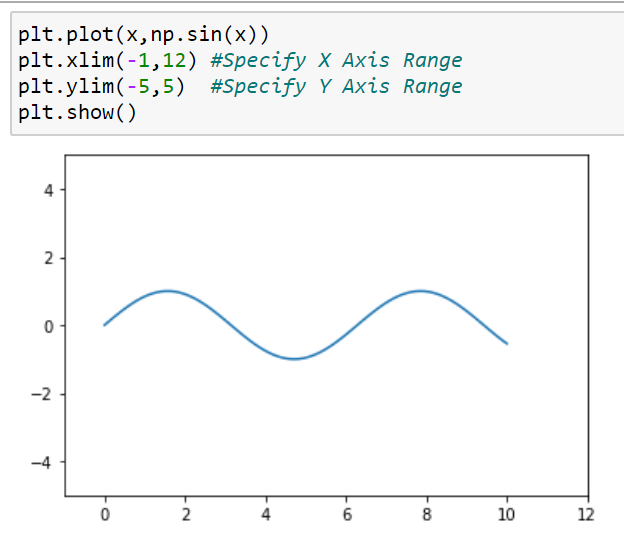 plt.plot(x,np.sin(x))
plt.xlim(-1,12) #Specify X Axis Range
plt.ylim(-5,5)  #Specify Y Axis Range
plt.show()
4
2
0
−2
−4
0 2 4 6 8 10 12